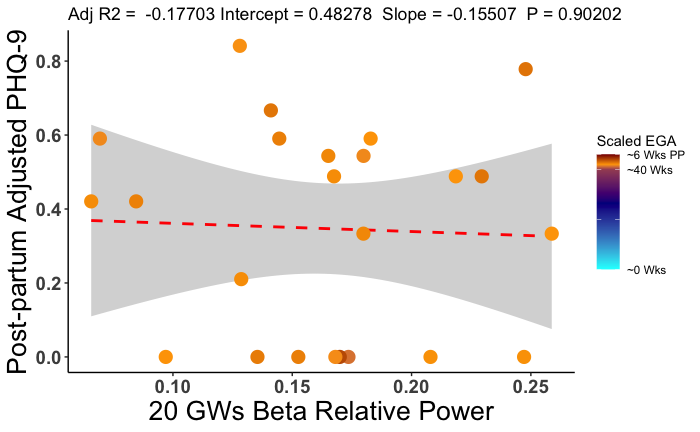 Adj R2 =  -0.17703 Intercept = 0.48278  Slope = -0.15507  P = 0.90202
Post-partum Adjusted PHQ-9
0.8
0.6
0.4
0.2
0.0
0.10 0.15 0.20 0.25
20 GWs Beta Relative Power
Scaled EGA
~6 Wks PP
~40 Wks
~0 Wks